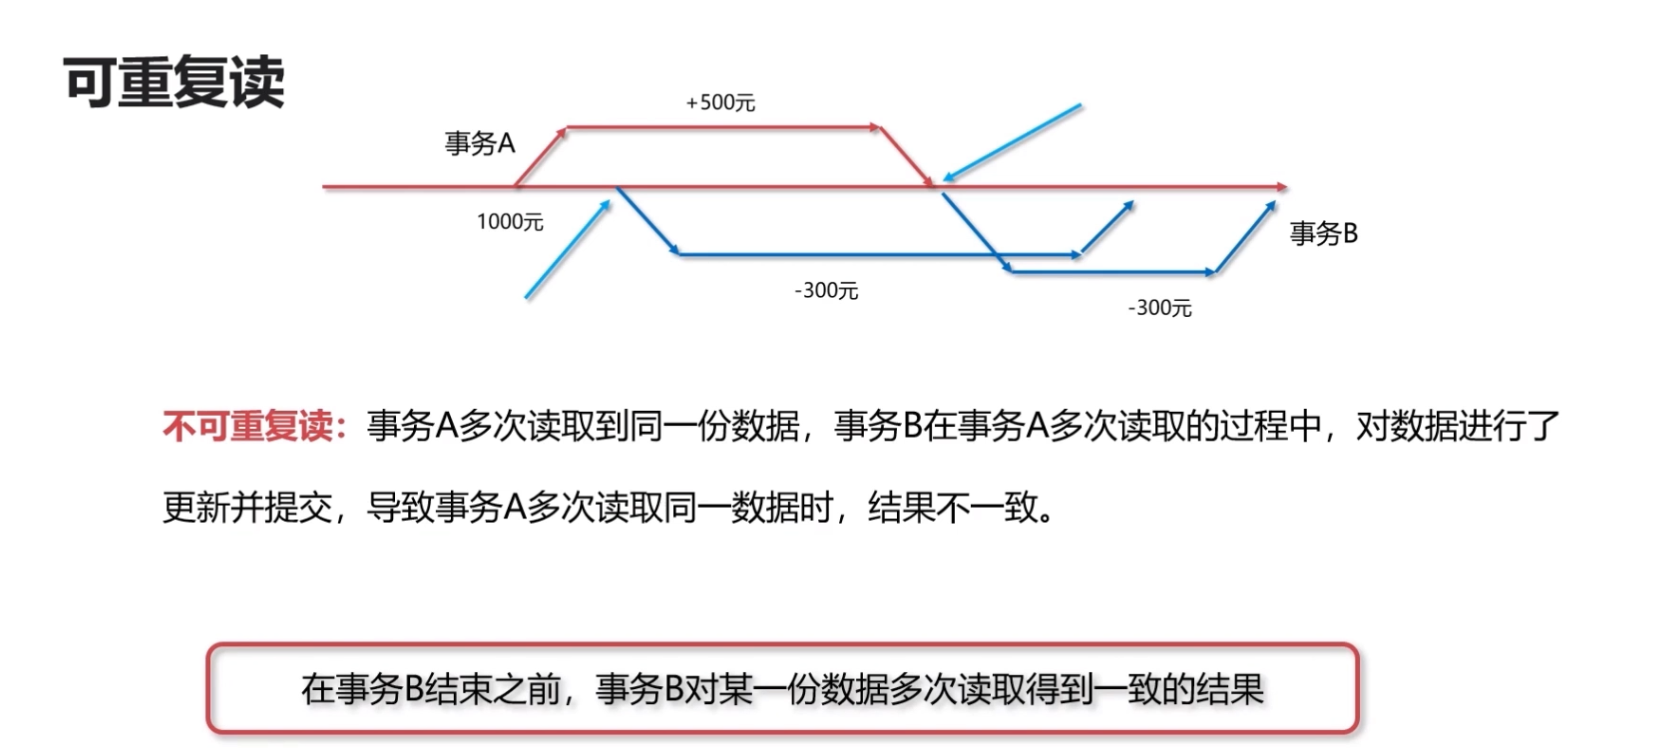 可重复读
+500元
事务A
1000元
事务B
-300元
-300元
不可重复读：事务A多次读取到同一份数据，事务B在事务A多次读取的过程中，对数据进行了
更新并提交，导致事务A多次读取同一数据时，结果不一致。
在事务B结束之前，事务B对某一份数据多次读取得到一致的结果